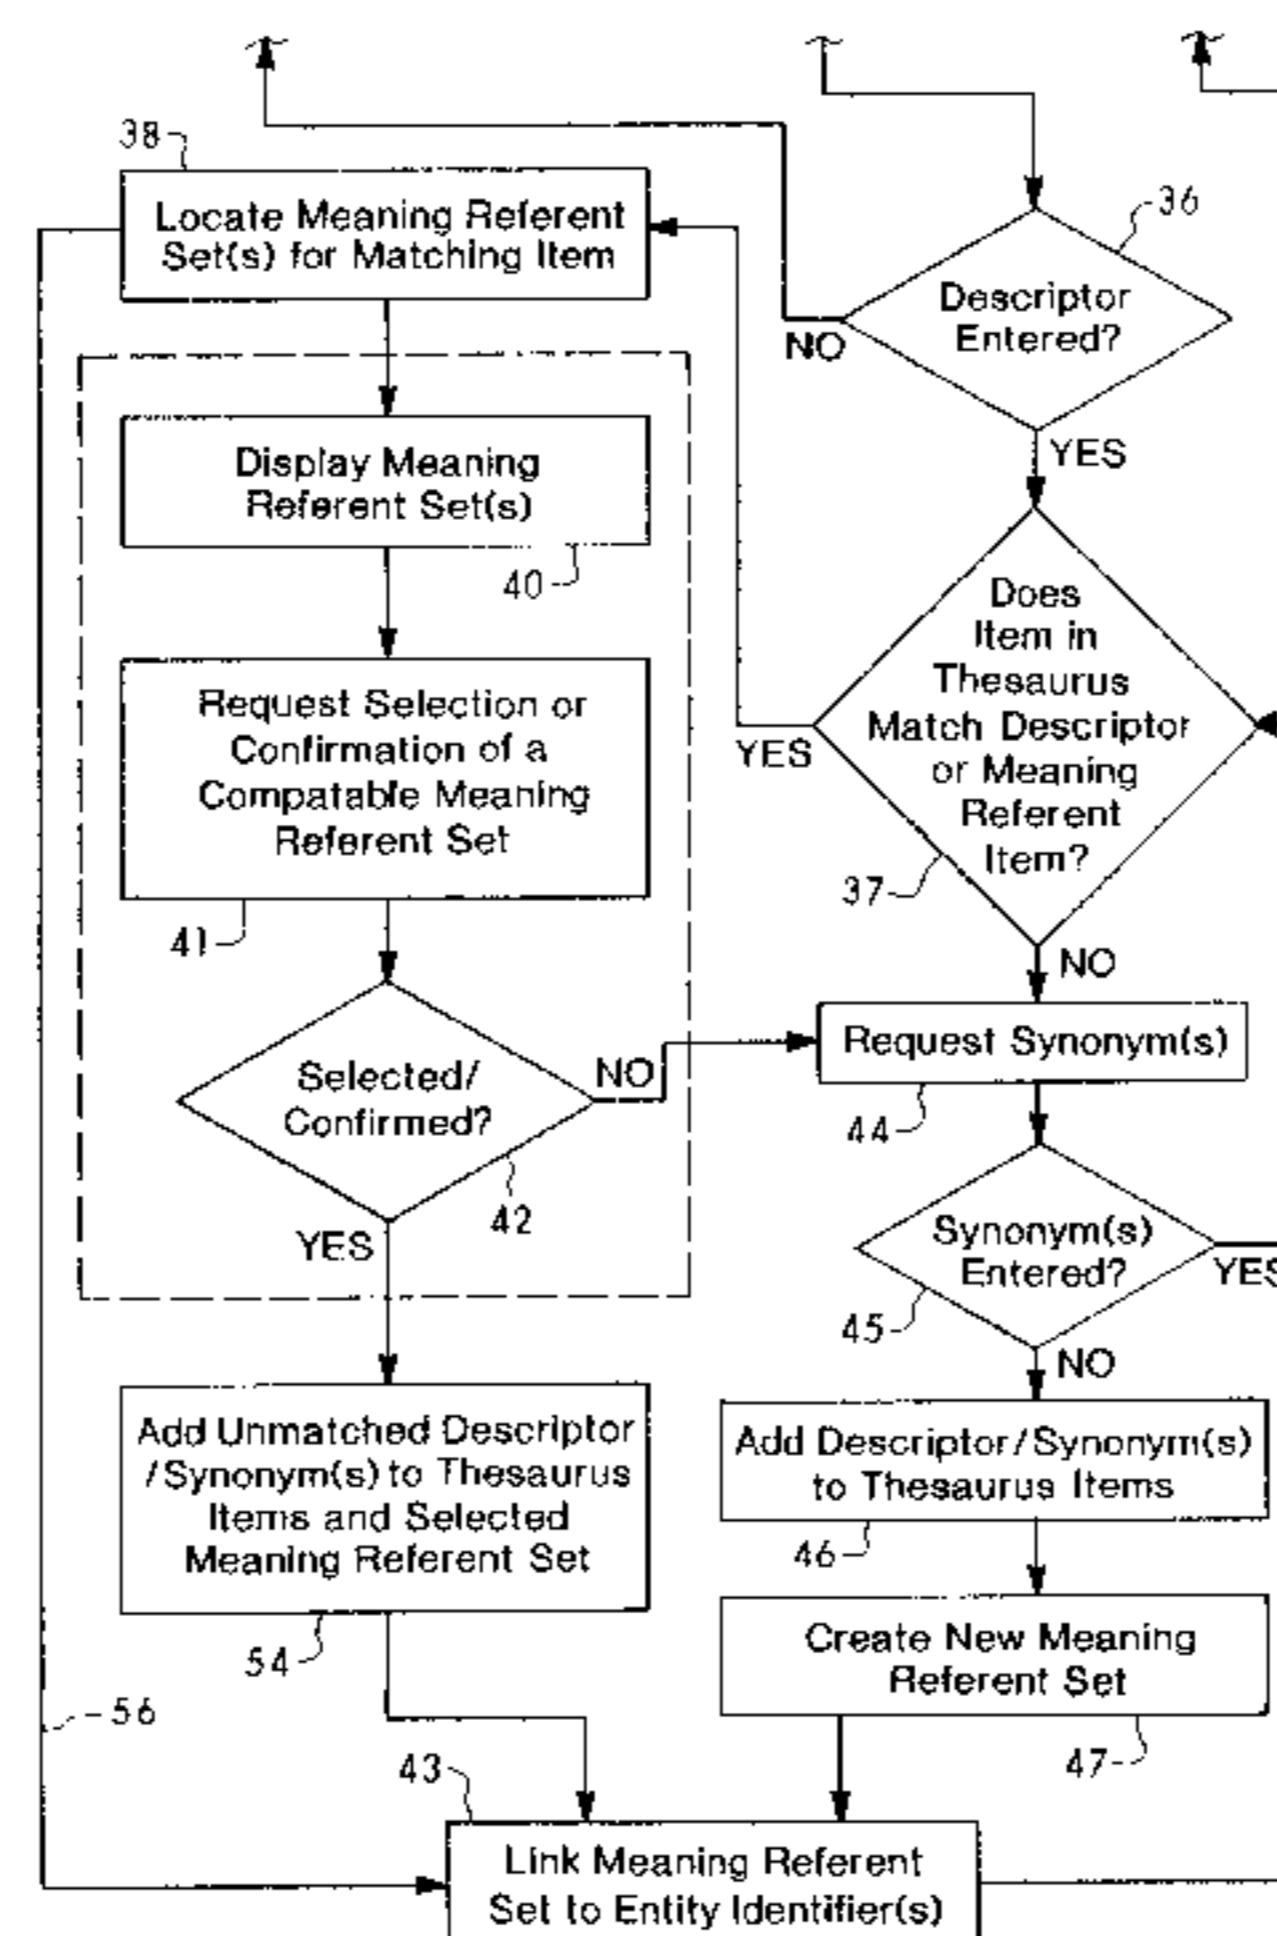 38
Locate Meaning Referent
Set(s) for Matching Item
36
Descriptor
Entered?
NO
YES
Display Meaning
Referent Set(s)
40
Does
Item in
Thesaurus
Match Descriptor
or Meaning
Referent
Item?
YES
37
NO
Request Selection or
Confirmation of a
Compatable Meaning
Referent Set
41
Selected/
Confirmed?
NO
42
YES
Request Synonym(s)
44
Synonym(s)
Entered?
YES
45
NO
Add Unmatched Descriptor
/Synonym(s) to Thesaurus
Items and Selected
Meaning Referent Set
54
Add Descriptor/Synonym(s)
to Thesaurus Items
46
Create New Meaning
Referent Set
47
56
43
Link Meaning Referent
Set to Entity Identifier(s)